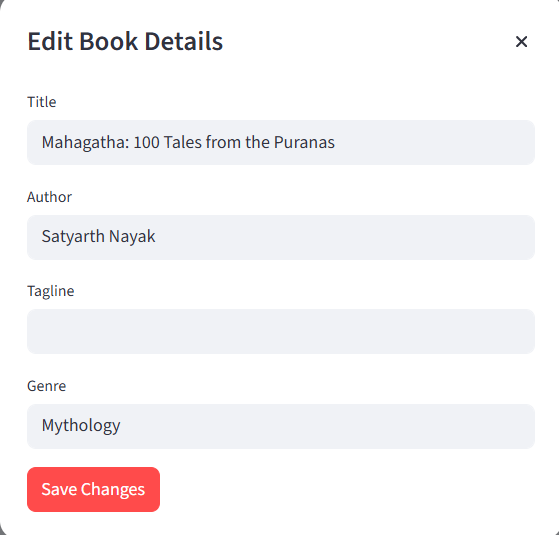 Edit Book Details
Title
Mahagatha: 100 Tales from the Puranas
Author
Satyarth Nayak
Tagline
Genre
Mythology
Save Changes